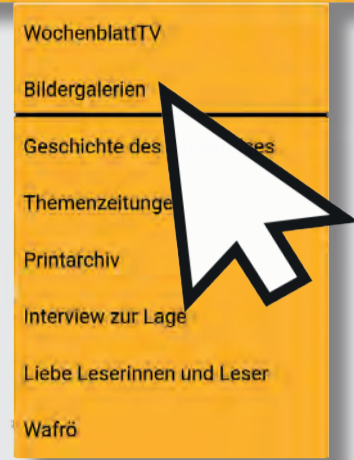 WochenblattTV
Bildergalerien
Geschichte des
Themenzeitunge
Printarchiv
Interview zur Lage
Liebe Leserinnen und Leser
Wafrö